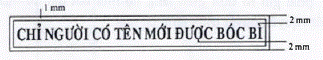 1 mm
CHỈ NGƯỜI CÓ TÊN MỚI ĐƯỢC BÓC BÌ
2 mm
2 mm